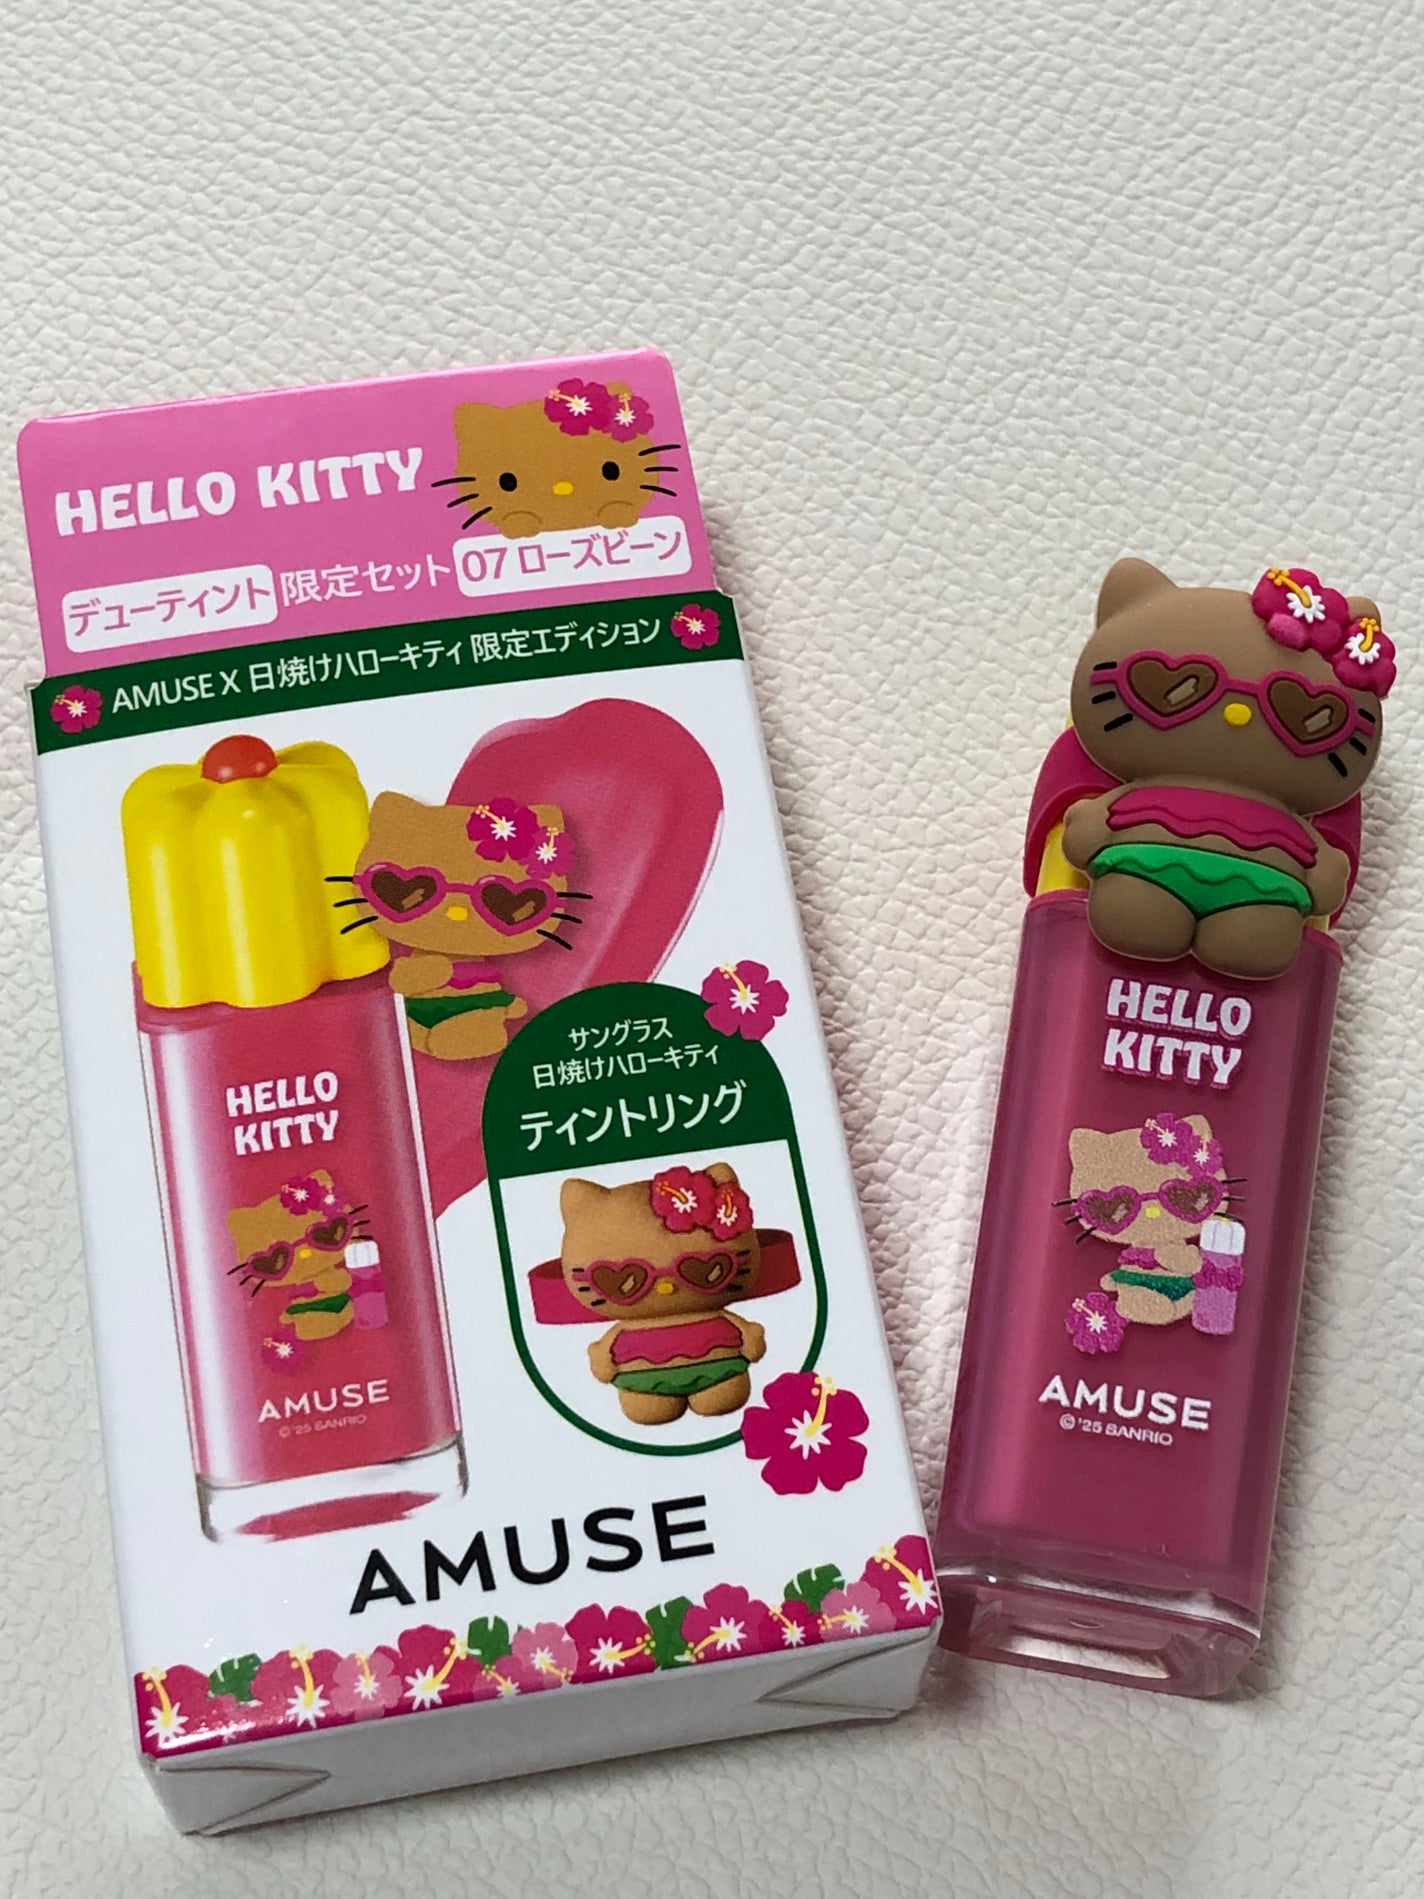 HELLO KITTY
デューティント 限定セット 07 ローズビーン
AMUSE X 日焼けハローキティ 限定エディション
HELLO
KITTY
AMUSE
©'25 SANRIO
サングラス
日焼けハローキティ
ティントリング
AMUSE
HELLO
KITTY
AMUSE
©'25 SANRIO